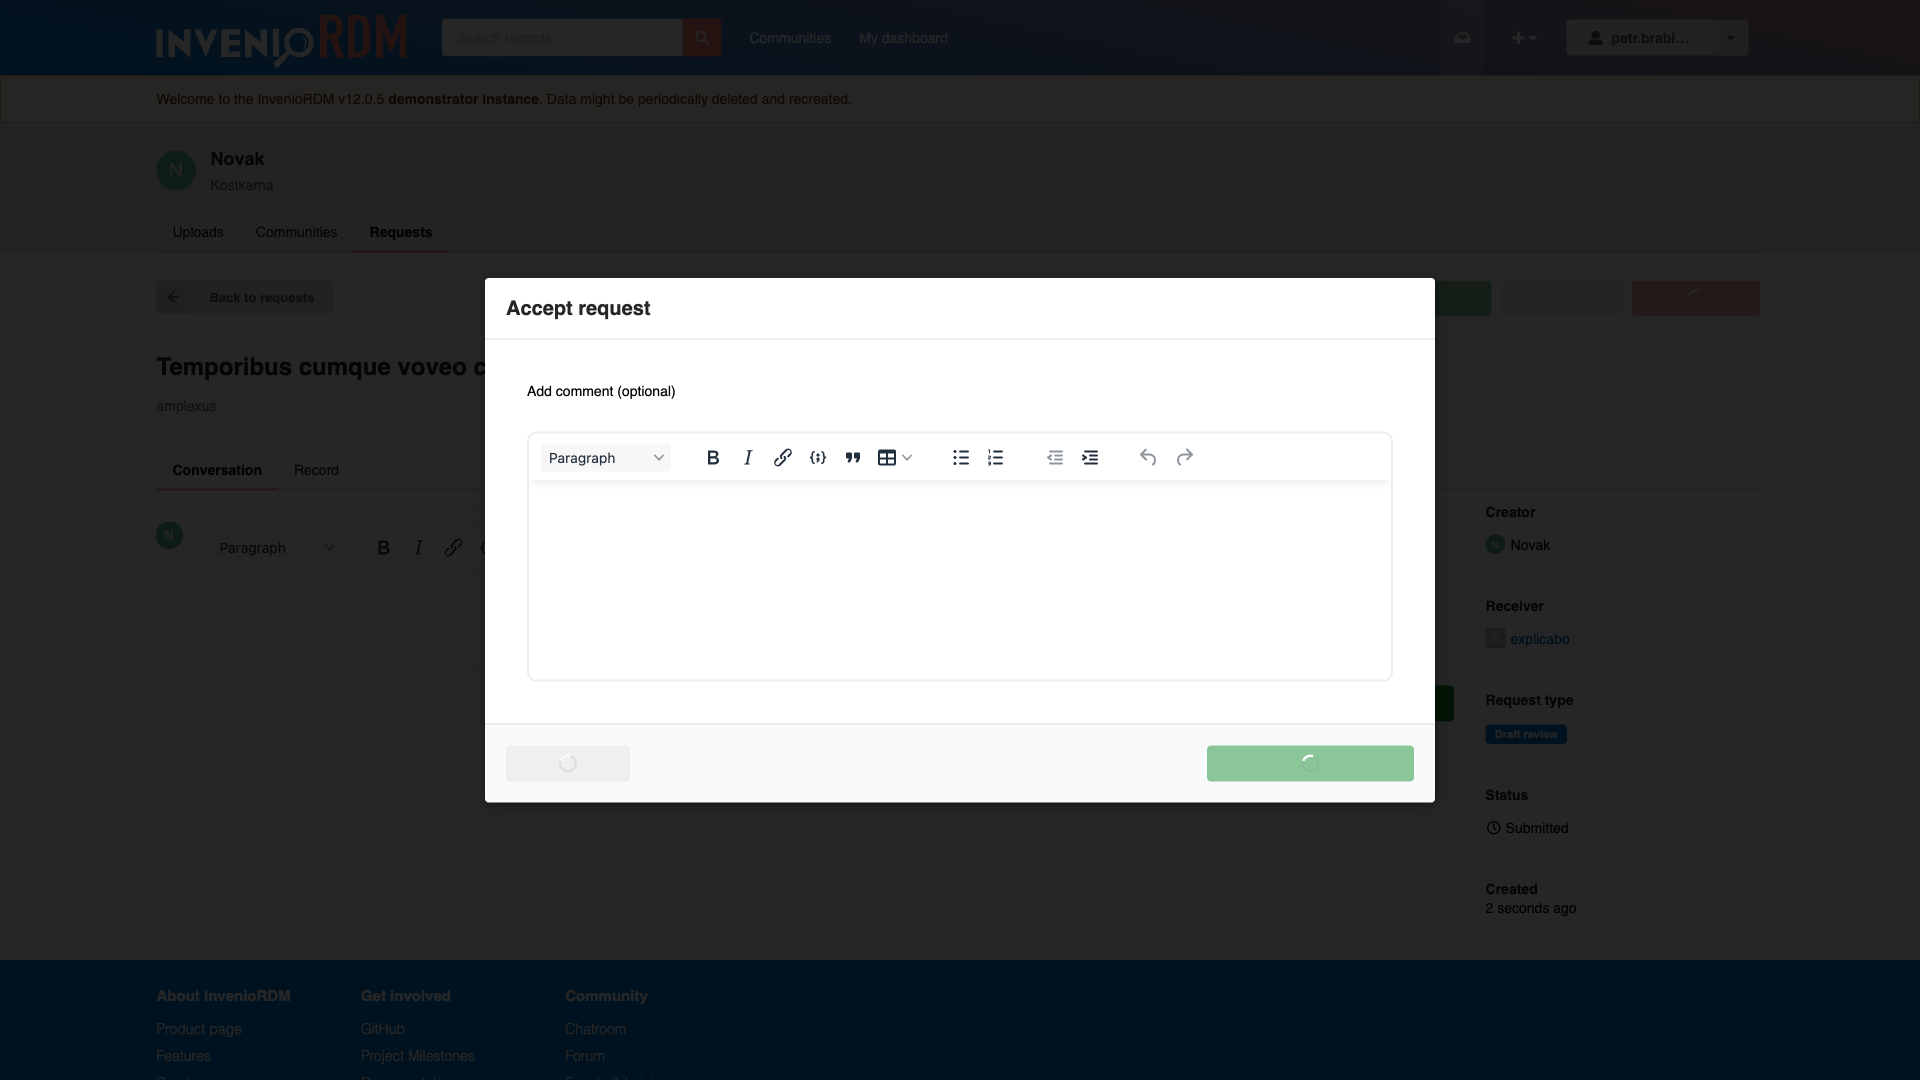 INVENIO RDM
Search records...
Communities
My dashboard
petr.brabl...
Welcome to the InvenioRDM v12.0.5 demonstrator instance. Data might be periodically deleted and recreated.
N
Novak
Kostkarna
Uploads
Communities
Requests
Back to requests
Accept request
Temporibus cumque voveo c
amplexus
Add comment (optional)
Paragraph
Conversation
Record
N
Paragraph
Creator
N Novak
Receiver
explicabo
Request type
Draft review
Status
Submitted
Created
2 seconds ago
About InvenioRDM
Get involved
Community
Product page
GitHub
Chatroom
Features
Project Milestones
Forum